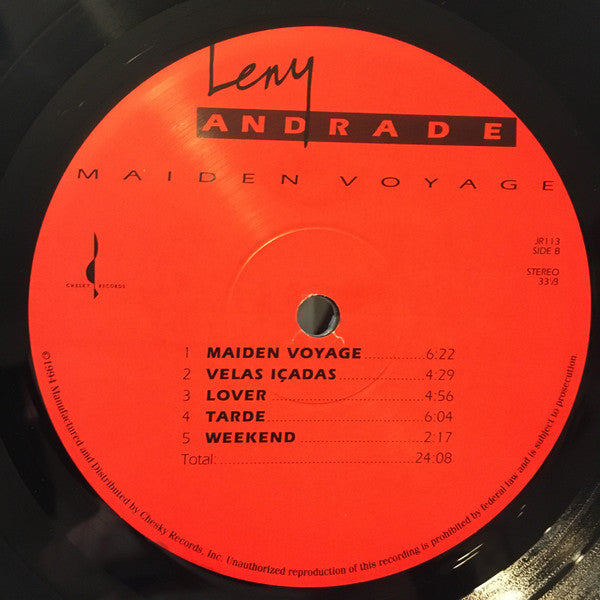 Leny
ANDRADE
MAIDEN VOYAGE
JR113
SIDE B
STEREO
33⅓
CHESKY RECORDS
1 MAIDEN VOYAGE 6:22
2 VELAS IÇADAS 4:29
3 LOVER 4:56
4 TARDE 6:04
5 WEEKEND 2:17
Total: 24:08
©1994 Manufactured and Distributed by Chesky Records, Inc. Unauthorized reproduction of this recording is prohibited by federal law and is subject to prosecution